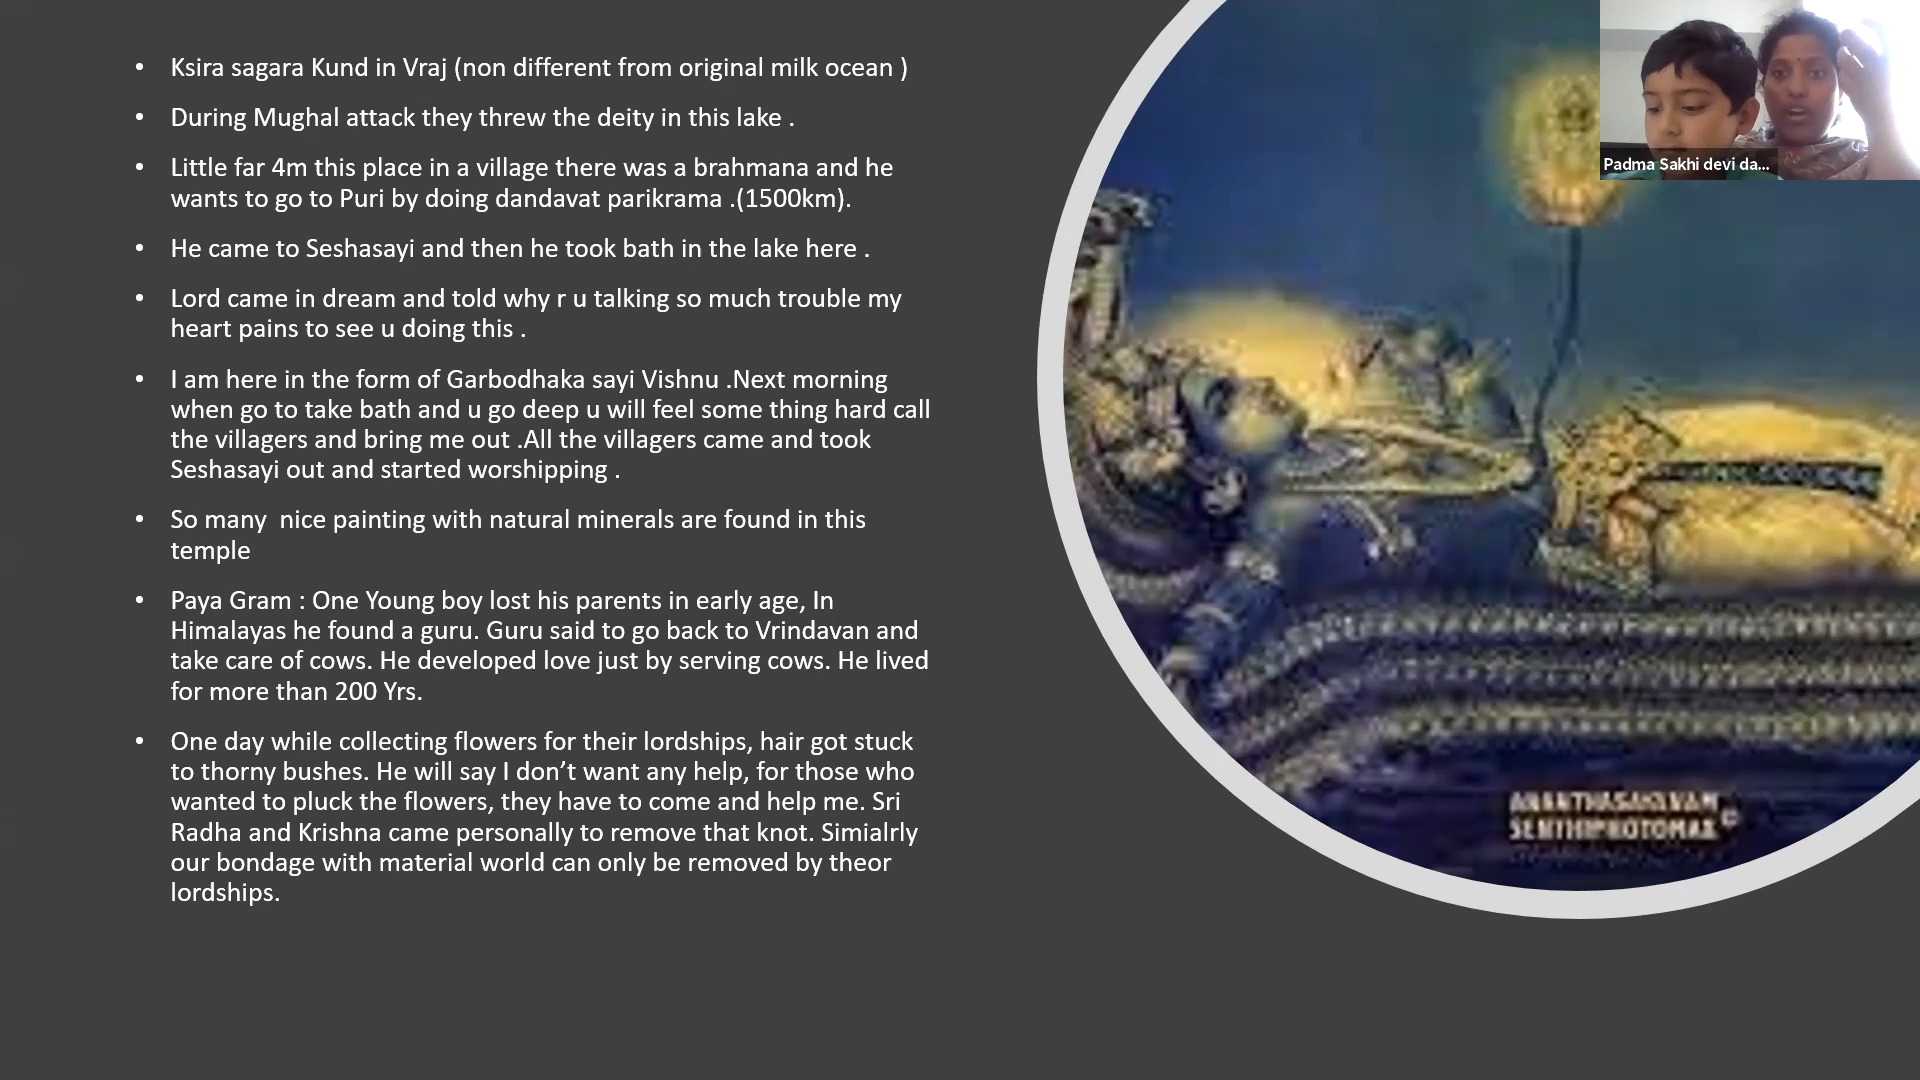 • Ksira sagara Kund in Vraj (non different from original milk ocean )
• During Mughal attack they threw the deity in this lake .
• Little far 4m this place in a village there was a brahmana and he
wants to go to Puri by doing dandavat parikrama .(1500km).
• He came to Seshasayi and then he took bath in the lake here .
• Lord came in dream and told why r u talking so much trouble my
heart pains to see u doing this .
• I am here in the form of Garbodhaka sayi Vishnu .Next morning
when go to take bath and u go deep u will feel some thing hard call
the villagers and bring me out .All the villagers came and took
Seshasayi out and started worshipping .
• So many  nice painting with natural minerals are found in this
temple
• Paya Gram : One Young boy lost his parents in early age, In
Himalayas he found a guru. Guru said to go back to Vrindavan and
take care of cows. He developed love just by serving cows. He lived
for more than 200 Yrs.
• One day while collecting flowers for their lordships, hair got stuck
to thorny bushes. He will say I don’t want any help, for those who
wanted to pluck the flowers, they have to come and help me. Sri
Radha and Krishna came personally to remove that knot. Simialrly
our bondage with material world can only be removed by theor
lordships.
Padma Sakhi devi da...